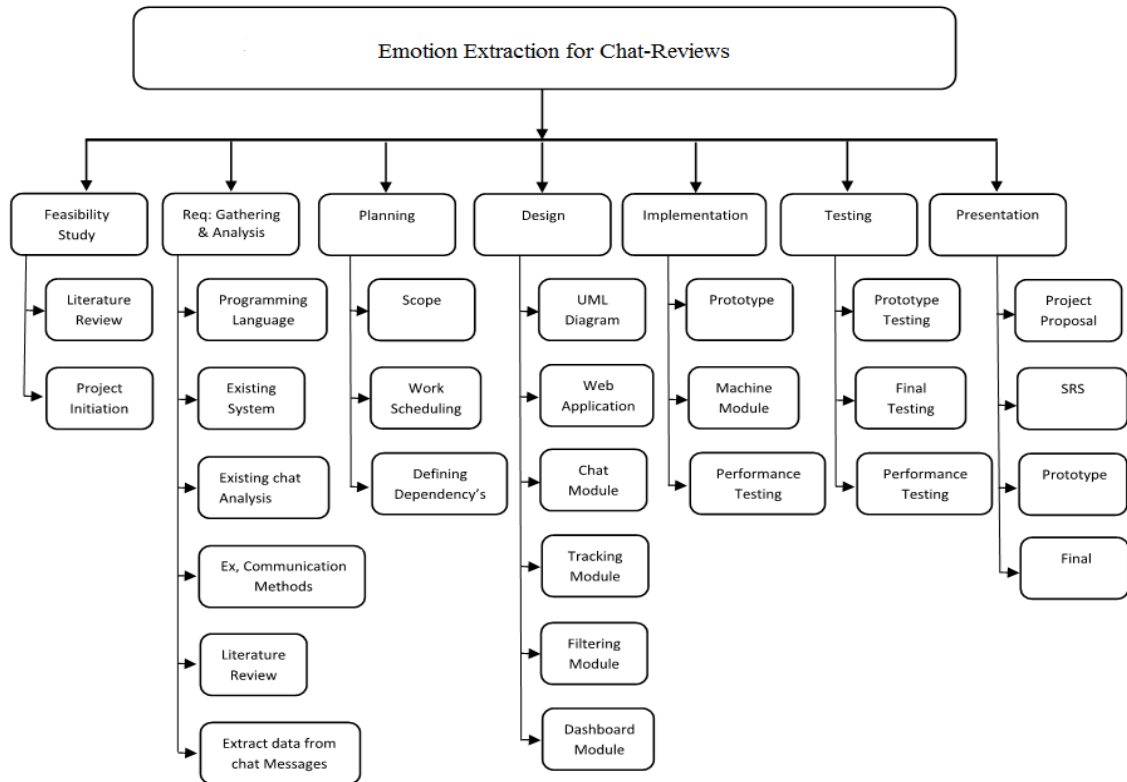 Emotion Extraction for Chat-Reviews
Feasibility
Study
Literature
Review
Project
Initiation
Req: Gathering
& Analysis
Programming
Language
Existing
System
Existing chat
Analysis
Ex, Communication
Methods
Literature
Review
Extract data from
chat Messages
Planning
Scope
Work
Scheduling
Defining
Dependency’s
Design
UML
Diagram
Web
Application
Chat
Module
Tracking
Module
Filtering
Module
Dashboard
Module
Implementation
Prototype
Machine
Module
Performance
Testing
Testing
Prototype
Testing
Final
Testing
Performance
Testing
Presentation
Project
Proposal
SRS
Prototype
Final